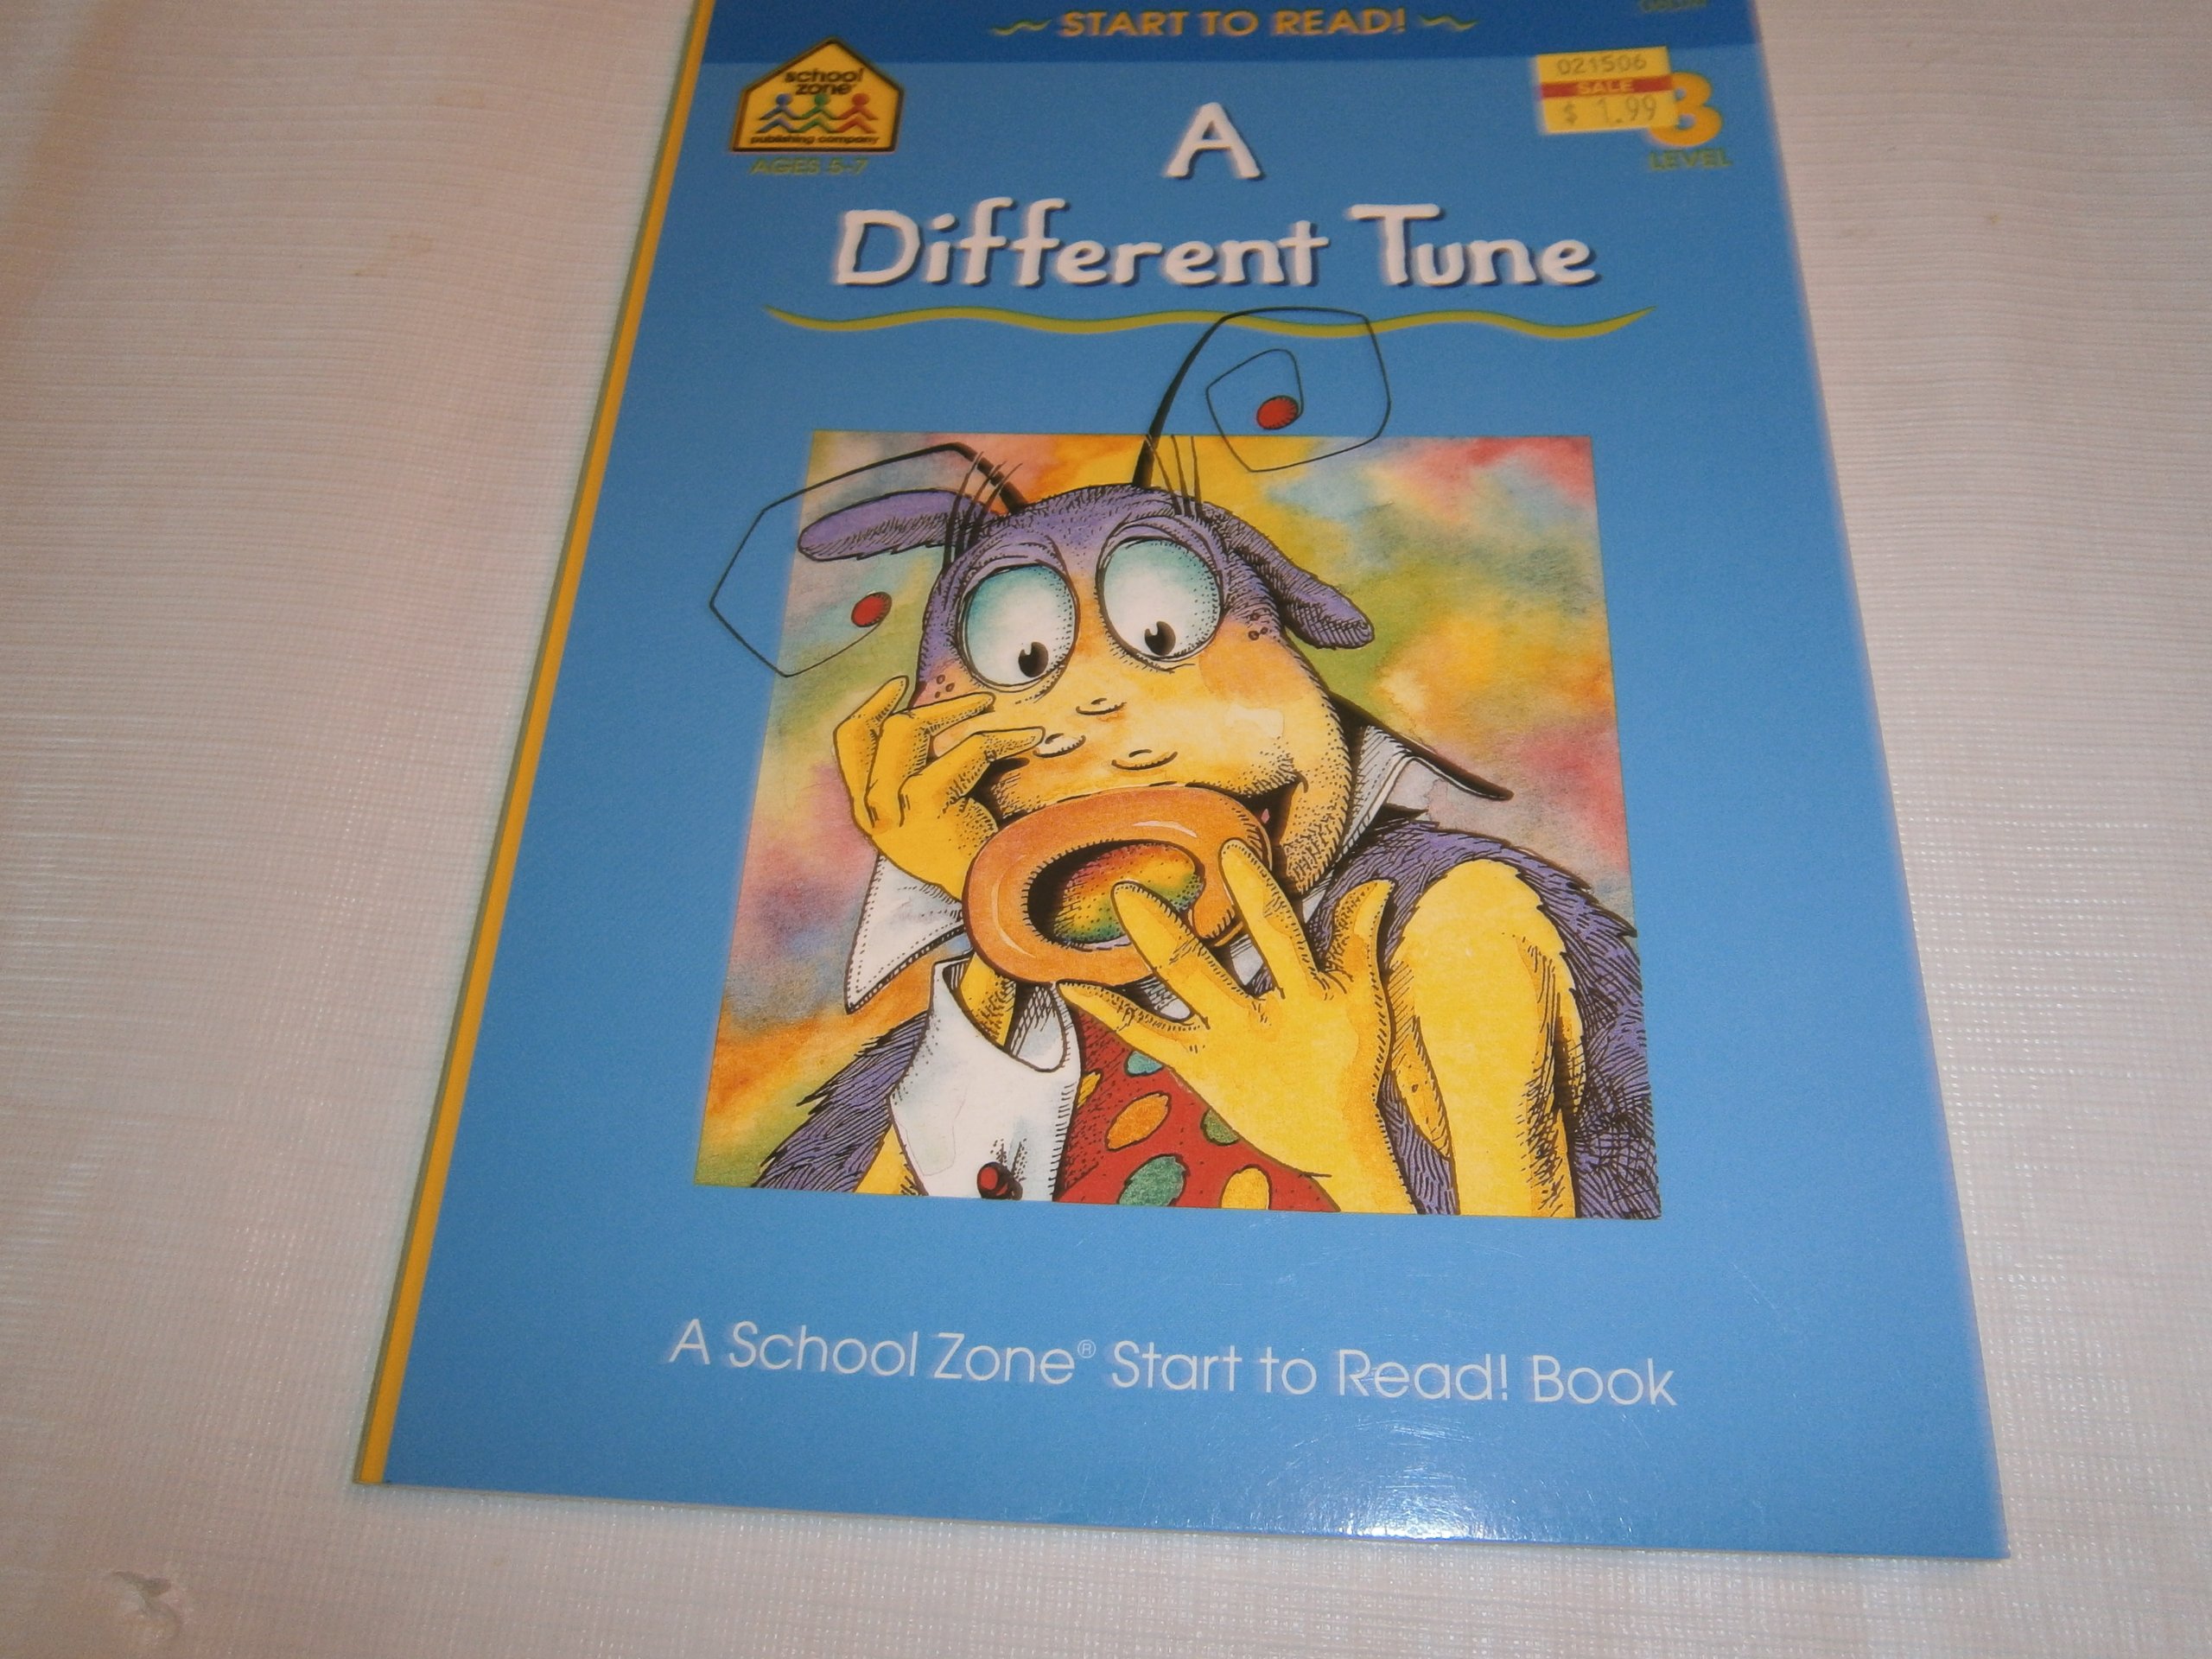 START TO READ!
school
zone
publishing company
AGES 5-7
021506
SALE
$ 1.99
3
LEVEL
A
Different Tune
A School Zone® Start to Read! Book